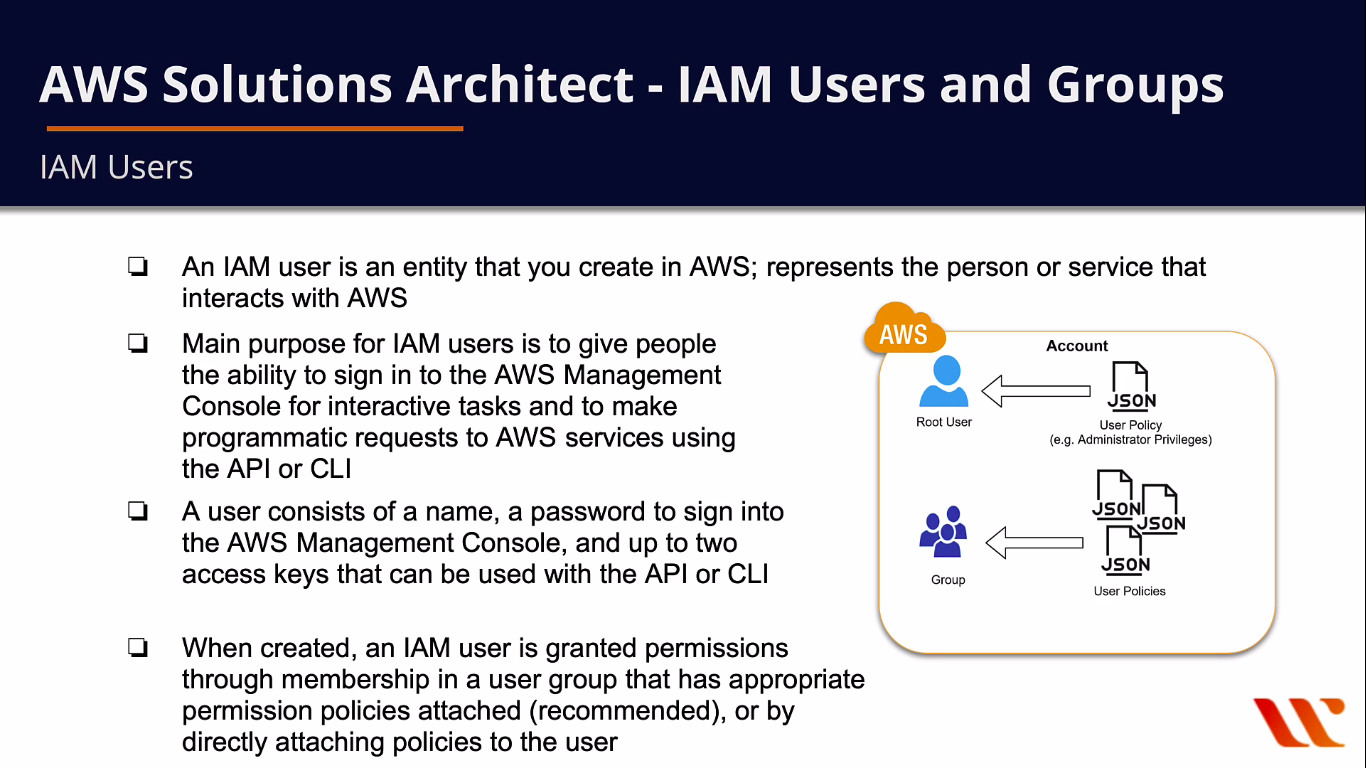 AWS Solutions Architect - IAM Users and Groups
IAM Users
❏ An IAM user is an entity that you create in AWS; represents the person or service that
interacts with AWS
❏ Main purpose for IAM users is to give people
the ability to sign in to the AWS Management
Console for interactive tasks and to make
programmatic requests to AWS services using
the API or CLI
❏ A user consists of a name, a password to sign into
the AWS Management Console, and up to two
access keys that can be used with the API or CLI
❏ When created, an IAM user is granted permissions
through membership in a user group that has appropriate
permission policies attached (recommended), or by
directly attaching policies to the user
AWS
Account
JSON
Root User
User Policy
(e.g. Administrator Privileges)
JSON
JSON
JSON
Group
User Policies